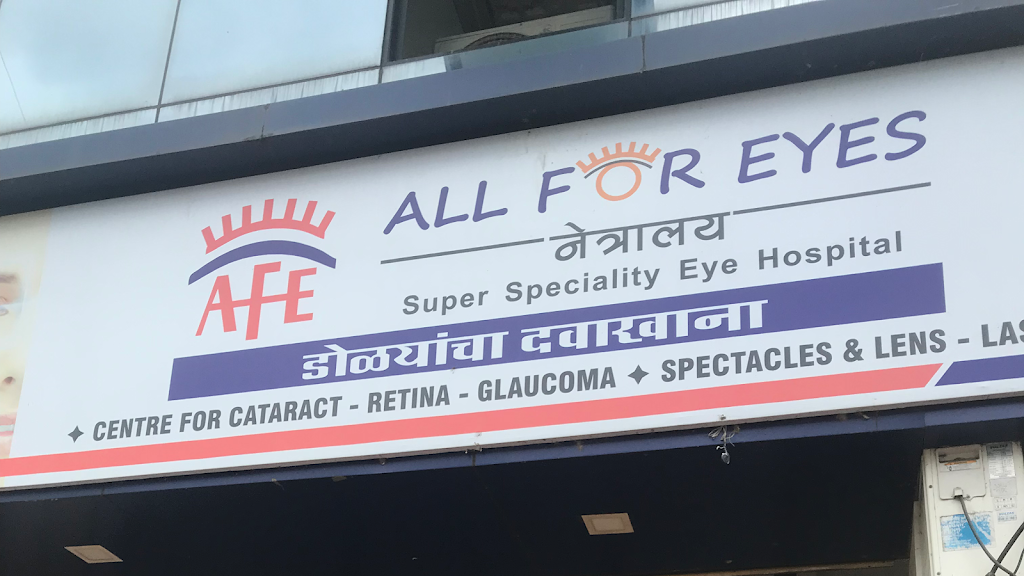 AFE
ALL FOR EYES
नेत्रालय
Super Speciality Eye Hospital
डोळ्यांचा दवाखाना
✦ CENTRE FOR CATARACT - RETINA - GLAUCOMA ✦ SPECTACLES & LENS -